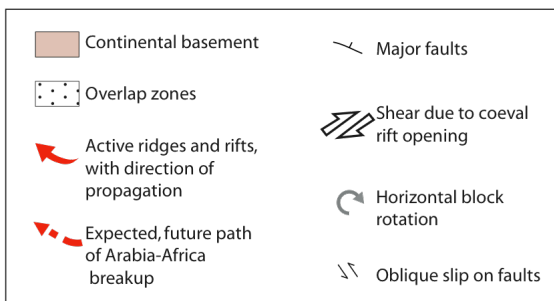 Continental basement
Overlap zones
Active ridges and rifts,
with direction of
propagation
Expected, future path
of Arabia-Africa
breakup
Major faults
Shear due to coeval
rift opening
Horizontal block
rotation
Oblique slip on faults